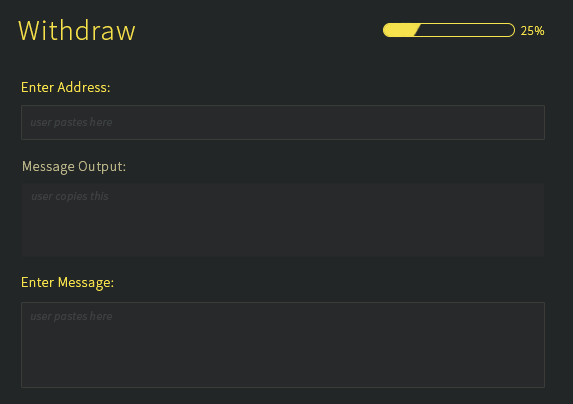 Withdraw
25%
Enter Address:
user pastes here
Message Output:
user copies this
Enter Message:
user pastes here